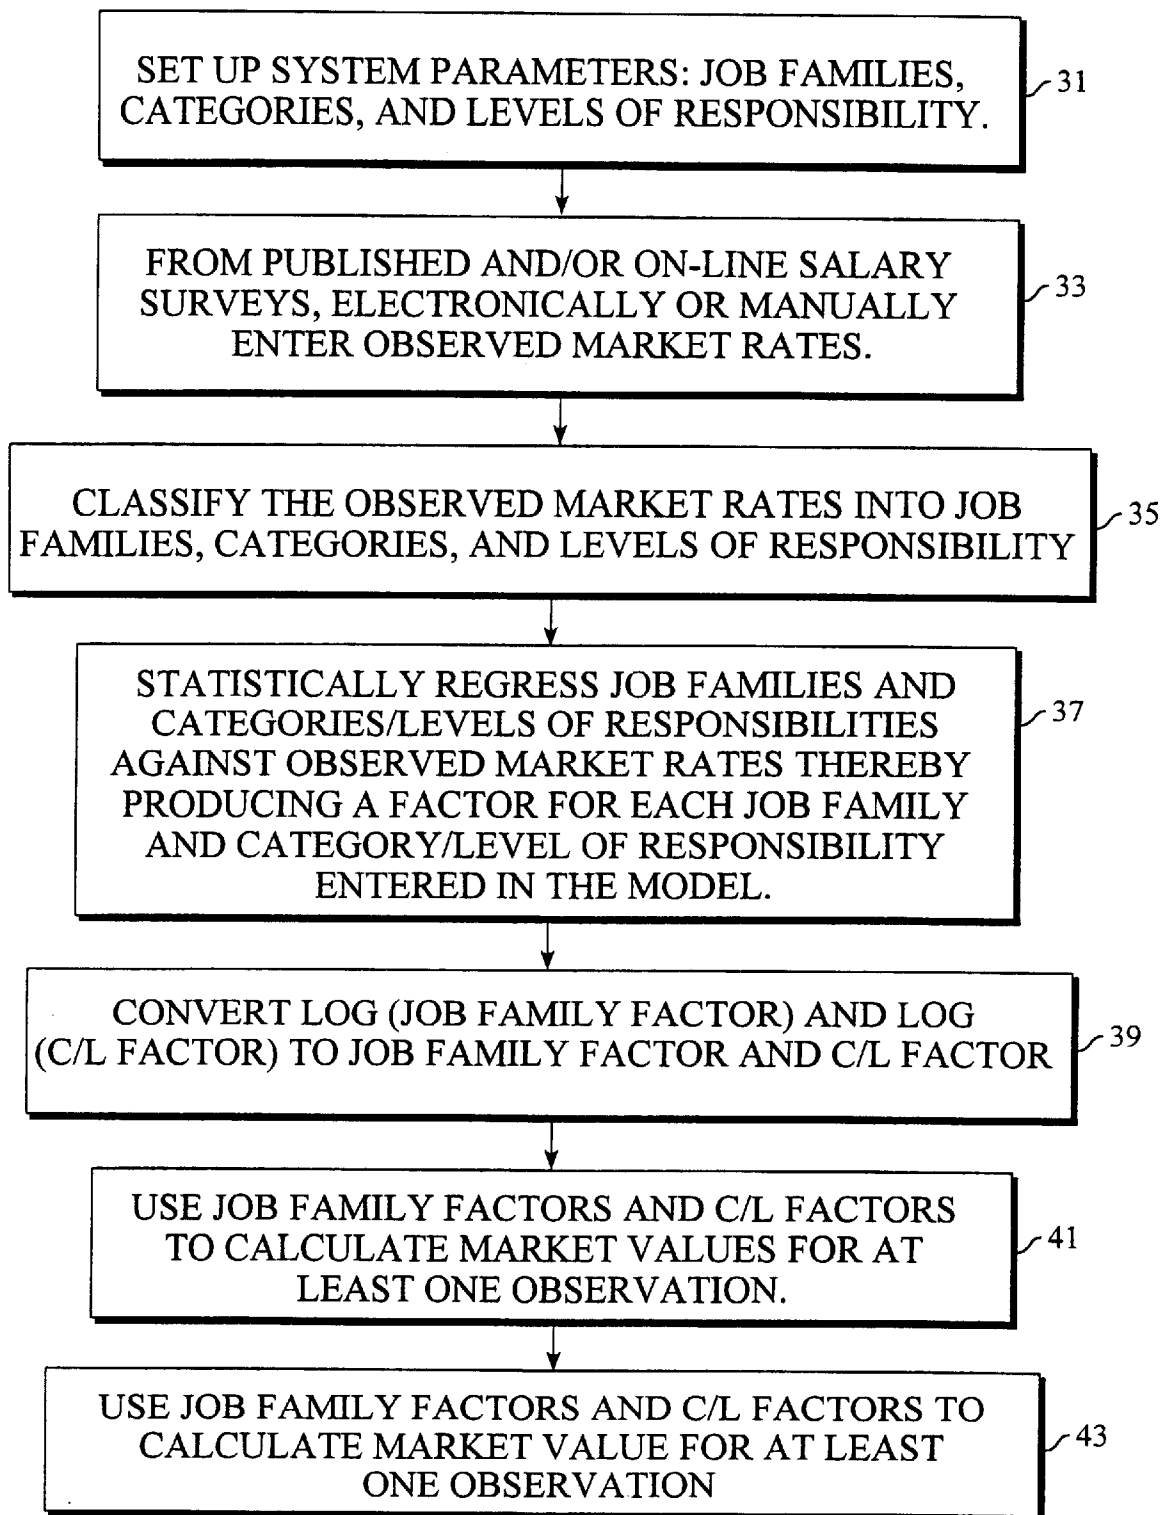 SET UP SYSTEM PARAMETERS: JOB FAMILIES,
CATEGORIES, AND LEVELS OF RESPONSIBILITY.
31
FROM PUBLISHED AND/OR ON-LINE SALARY
SURVEYS, ELECTRONICALLY OR MANUALLY
ENTER OBSERVED MARKET RATES.
33
CLASSIFY THE OBSERVED MARKET RATES INTO JOB
FAMILIES, CATEGORIES, AND LEVELS OF RESPONSIBILITY
35
STATISTICALLY REGRESS JOB FAMILIES AND
CATEGORIES/LEVELS OF RESPONSIBILITIES
AGAINST OBSERVED MARKET RATES THEREBY
PRODUCING A FACTOR FOR EACH JOB FAMILY
AND CATEGORY/LEVEL OF RESPONSIBILITY
ENTERED IN THE MODEL.
37
CONVERT LOG (JOB FAMILY FACTOR) AND LOG
(C/L FACTOR) TO JOB FAMILY FACTOR AND C/L FACTOR
39
USE JOB FAMILY FACTORS AND C/L FACTORS
TO CALCULATE MARKET VALUES FOR AT
LEAST ONE OBSERVATION.
41
USE JOB FAMILY FACTORS AND C/L FACTORS TO
CALCULATE MARKET VALUE FOR AT LEAST
ONE OBSERVATION
43